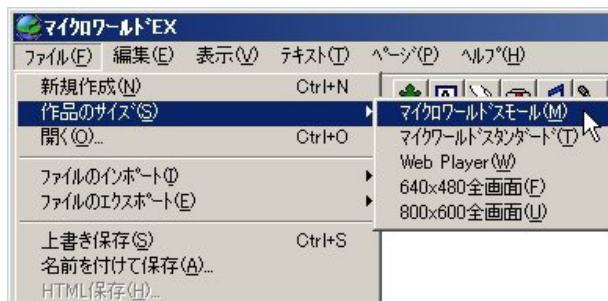 マイクロワールドEX
ファイル(F) 編集(E) 表示(V) テキスト(T) ページ(P) ヘルプ(H)
新規作成(N) Ctrl+N
作品のサイズ(S)
マイクロワールドスモール(M)
開く(O)... Ctrl+O
マイクワールドスタンダード(T)
Web Player(W)
ファイルのインポート(I)
640x480全画面(F)
ファイルのエクスポート(E)
800x600全画面(U)
上書き保存(S) Ctrl+S
名前を付けて保存(A)...
HTML保存(H)...